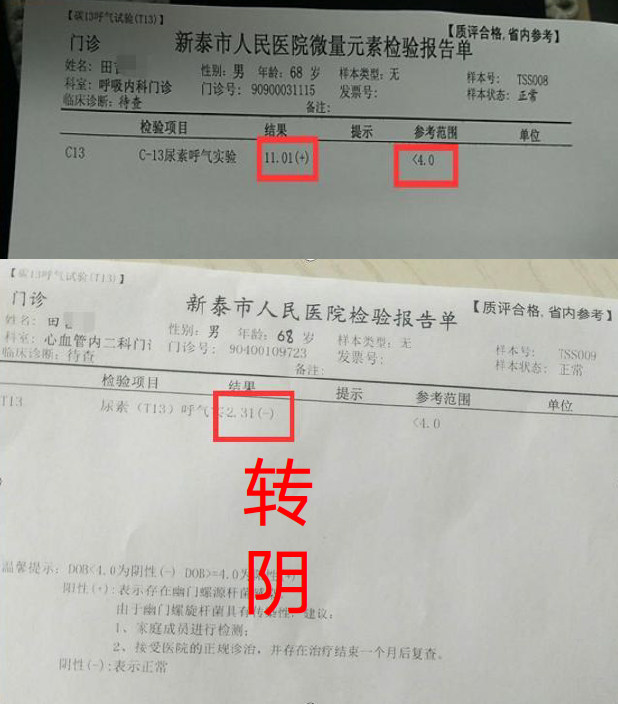 【碳13呼气试验(T13)】
【质评合格,省内参考】
门诊 新泰市人民医院微量元素检验报告单
姓名: 田 性别: 男 年龄: 68 岁 样本类型: 无 样本号: TSS008
科室: 呼吸内科门诊 门诊号: 90900031115 发票号: 样本状态: 正常
临床诊断: 待查 备注:
检验项目 结果 提示 参考范围 单位
C13 C-13尿素呼气实验 11.01(+) <4.0
【碳13呼气试验(T13)】
门诊 新泰市人民医院检验报告单 【质评合格,省内参考】
姓名: 田 性别: 男 年龄: 68 岁 样本类型: 无 样本号: TSS009
科室: 心血管内二科门 门诊号: 90400109723 发票号: 样本状态: 正常
临床诊断: 待查 备注:
检验项目 结果 提示 参考范围 单位
T13 尿素（T13）呼气 2.31(-) <4.0
转
阴
温馨提示: DOB<4.0为阴性(-) DOB>=4.0为
阳性(+): 表示存在幽门螺源杆菌
由于幽门螺旋杆菌具有传 建议:
1、家庭成员进行检测;
2、接受医院的正规诊治, 并存在治疗结束一个月后复查。
阴性(-): 表示正常